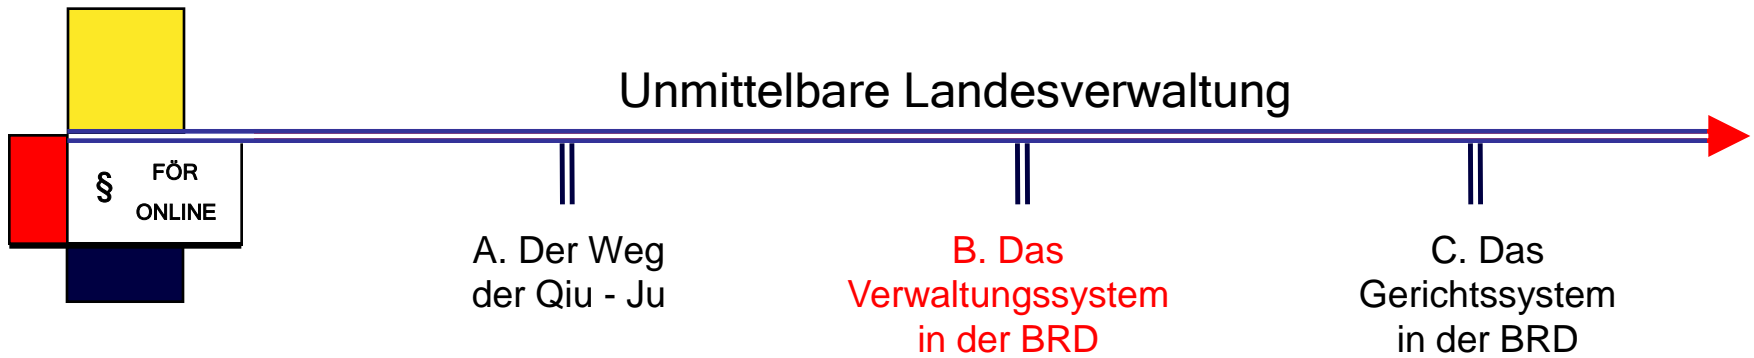 Unmittelbare Landesverwaltung
§ FÖR
ONLINE
A. Der Weg
der Qiu - Ju
B. Das
Verwaltungssystem
in der BRD
C. Das
Gerichtssystem
in der BRD